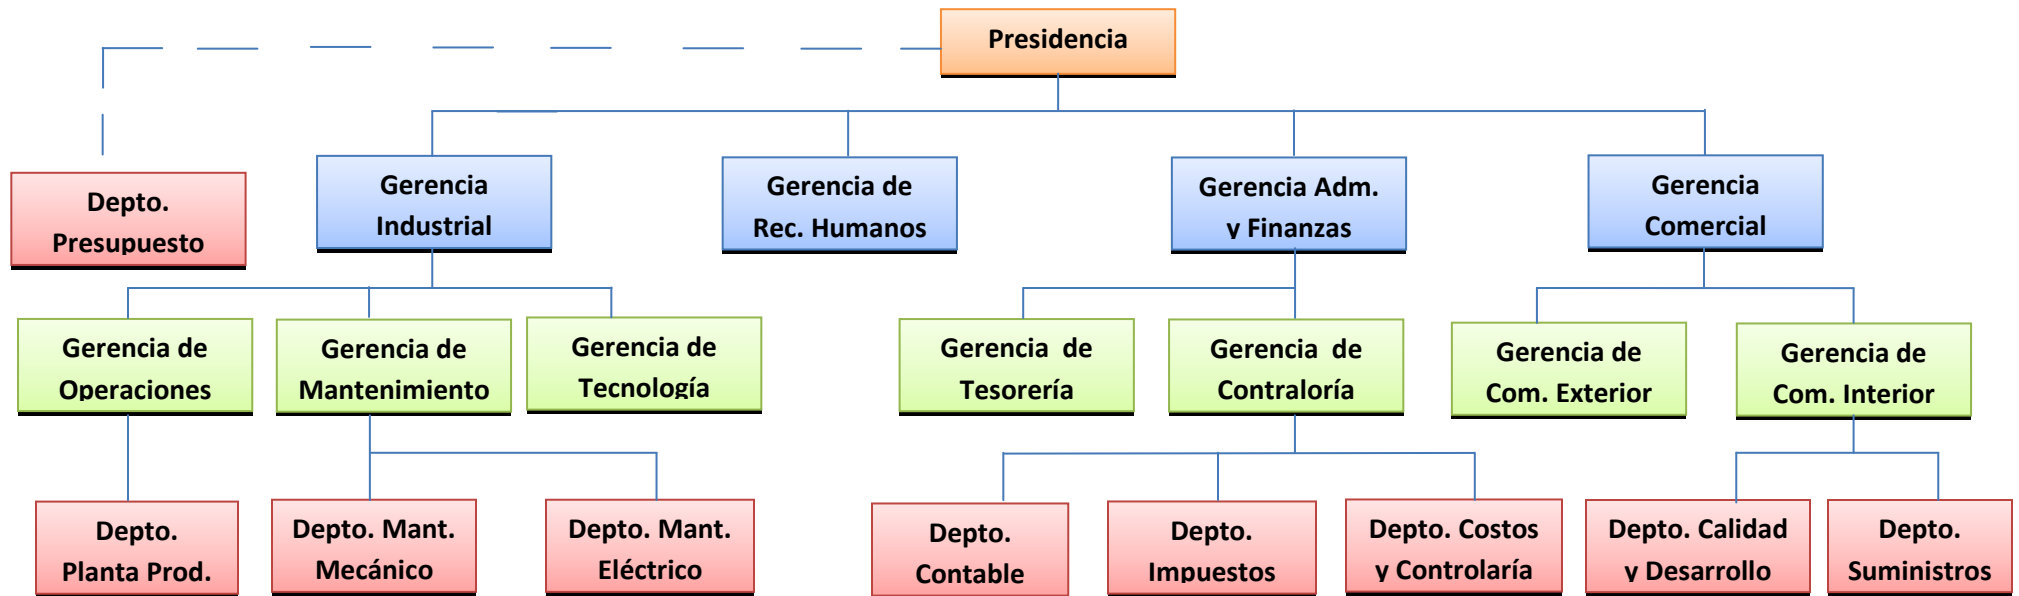 Presidencia
Depto.
Presupuesto
Gerencia
Industrial
Gerencia de
Rec. Humanos
Gerencia Adm.
y Finanzas
Gerencia
Comercial
Gerencia de
Operaciones
Gerencia de
Mantenimiento
Gerencia de
Tecnología
Gerencia de
Tesorería
Gerencia de
Contraloría
Gerencia de
Com. Exterior
Gerencia de
Com. Interior
Depto.
Planta Prod.
Depto. Mant.
Mecánico
Depto. Mant.
Eléctrico
Depto.
Contable
Depto.
Impuestos
Depto. Costos
y Controlaría
Depto. Calidad
y Desarrollo
Depto.
Suministros